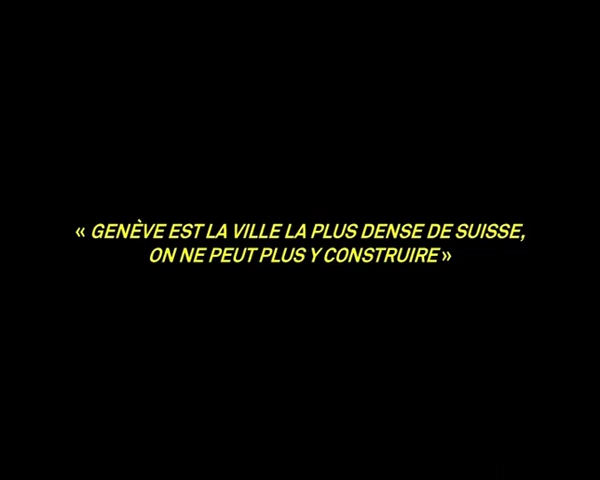 « GENÈVE EST LA VILLE LA PLUS DENSE DE SUISSE,
ON NE PEUT PLUS Y CONSTRUIRE »